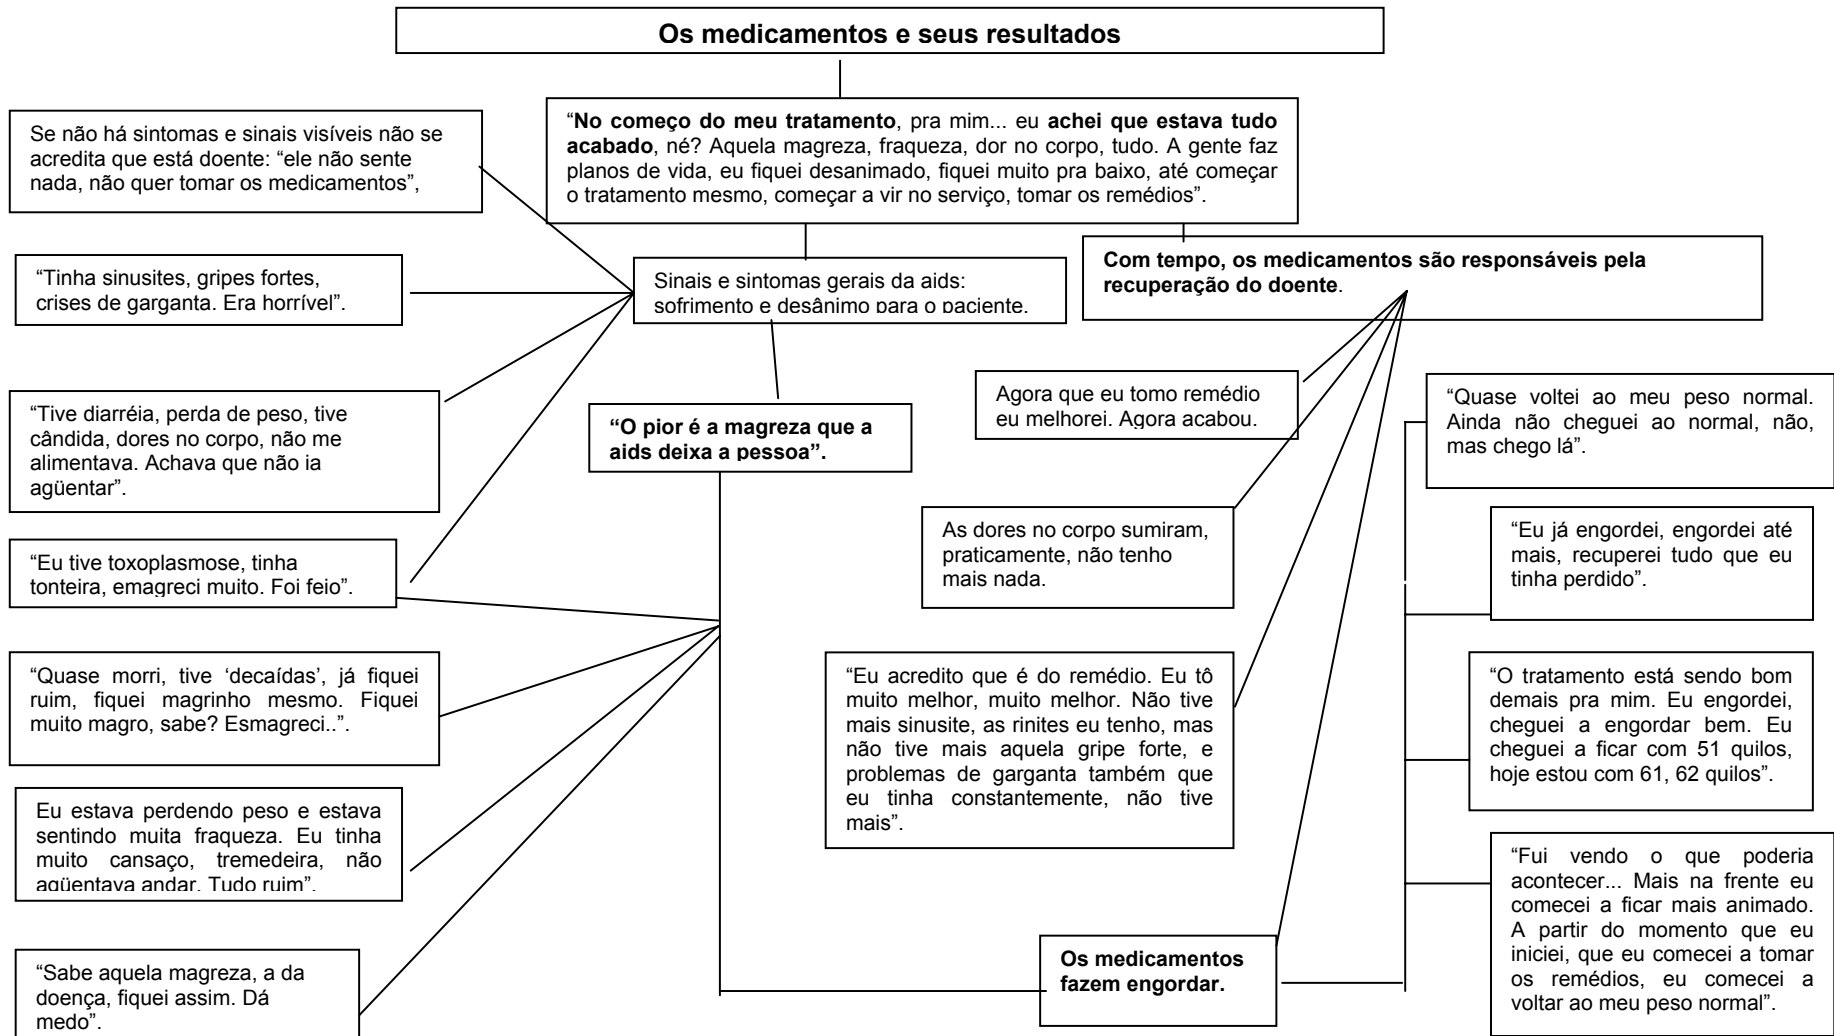 Os medicamentos e seus resultados
“No começo do meu tratamento, pra mim... eu achei que estava tudo
acabado, né? Aquela magreza, fraqueza, dor no corpo, tudo. A gente faz
planos de vida, eu fiquei desanimado, fiquei muito pra baixo, até começar
o tratamento mesmo, começar a vir no serviço, tomar os remédios”.
Se não há sintomas e sinais visíveis não se
acredita que está doente: “ele não sente
nada, não quer tomar os medicamentos”,
“Tinha sinusites, gripes fortes,
crises de garganta. Era horrível”.
“Tive diarréia, perda de peso, tive
cândida, dores no corpo, não me
alimentava. Achava que não ia
agüentar”.
“Eu tive toxoplasmose, tinha
tonteira, emagreci muito. Foi feio”.
“Quase morri, tive ‘decaídas’, já fiquei
ruim, fiquei magrinho mesmo. Fiquei
muito magro, sabe? Esmagreci..”.
Eu estava perdendo peso e estava
sentindo muita fraqueza. Eu tinha
muito cansaço, tremedeira, não
agüentava andar. Tudo ruim”.
“Sabe aquela magreza, a da
doença, fiquei assim. Dá
medo”.
Sinais e sintomas gerais da aids:
sofrimento e desânimo para o paciente.
“O pior é a magreza que a
aids deixa a pessoa”.
Com tempo, os medicamentos são responsáveis pela
recuperação do doente.
Agora que eu tomo remédio
eu melhorei. Agora acabou.
As dores no corpo sumiram,
praticamente, não tenho
mais nada.
“Eu acredito que é do remédio. Eu tô
muito melhor, muito melhor. Não tive
mais sinusite, as rinites eu tenho, mas
não tive mais aquela gripe forte, e
problemas de garganta também que
eu tinha constantemente, não tive
mais”.
Os medicamentos
fazem engordar.
“Quase voltei ao meu peso normal.
Ainda não cheguei ao normal, não,
mas chego lá”.
“Eu já engordei, engordei até
mais, recuperei tudo que eu
tinha perdido”.
“O tratamento está sendo bom
demais pra mim. Eu engordei,
cheguei a engordar bem. Eu
cheguei a ficar com 51 quilos,
hoje estou com 61, 62 quilos”.
“Fui vendo o que poderia
acontecer... Mais na frente eu
comecei a ficar mais animado.
A partir do momento que eu
iniciei, que eu comecei a tomar
os remédios, eu comecei a
voltar ao meu peso normal”.